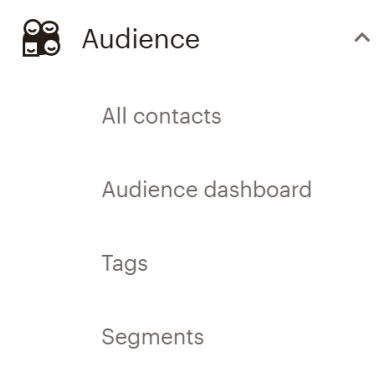 Audience
All contacts
Audience dashboard
Tags
Segments